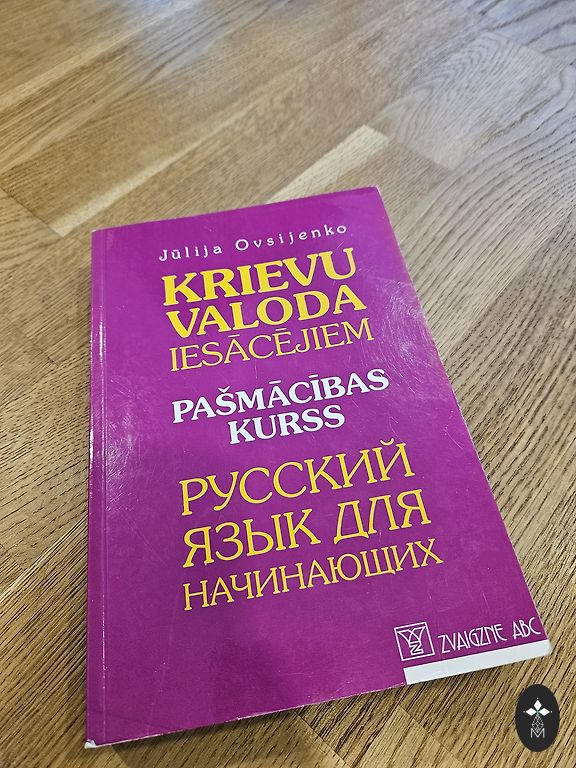 Jūlija Ovsijenko
KRIEVU
VALODA
IESĀCĒJIEM
PAŠMĀCĪBAS
KURSS
РУССКИЙ
ЯЗЫК ДЛЯ
НАЧИНАЮЩИХ
ZVAIGZNE ABC